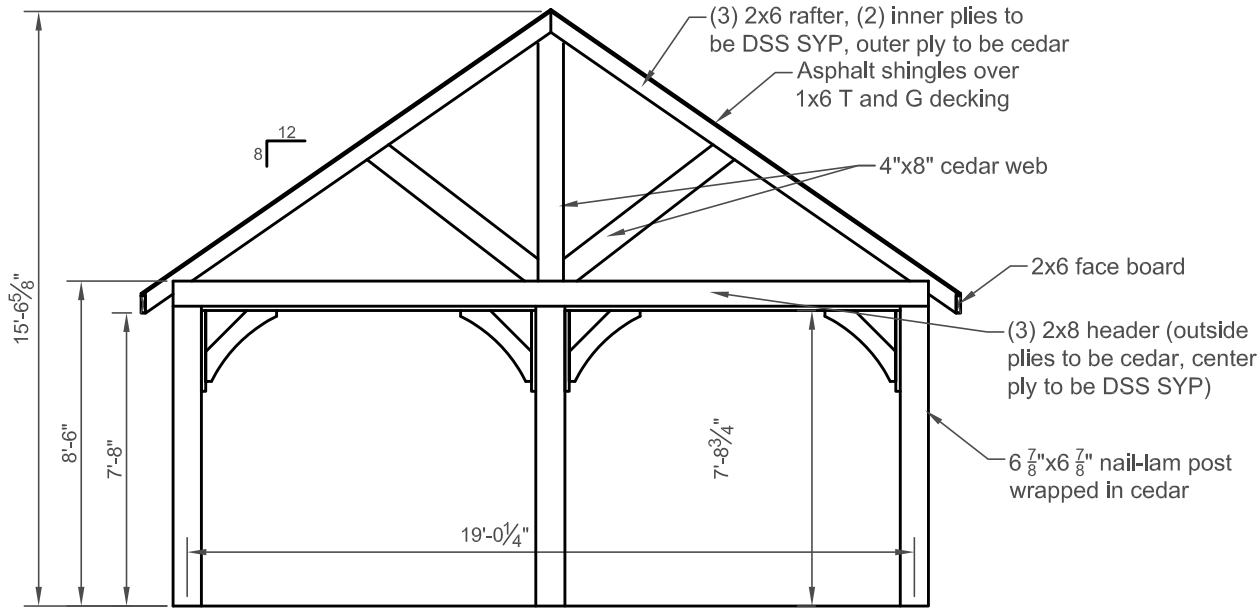 (3) 2x6 rafter, (2) inner plies to
be DSS SYP, outer ply to be cedar
Asphalt shingles over
1x6 T and G decking
12
8
4"x8" cedar web
2x6 face board
15'-6⅝"
(3) 2x8 header (outside
plies to be cedar, center
ply to be DSS SYP)
8'-6"
7'-8"
7'-8¾"
6 ⅞"x6 ⅞" nail-lam post
wrapped in cedar
19'-0¼"